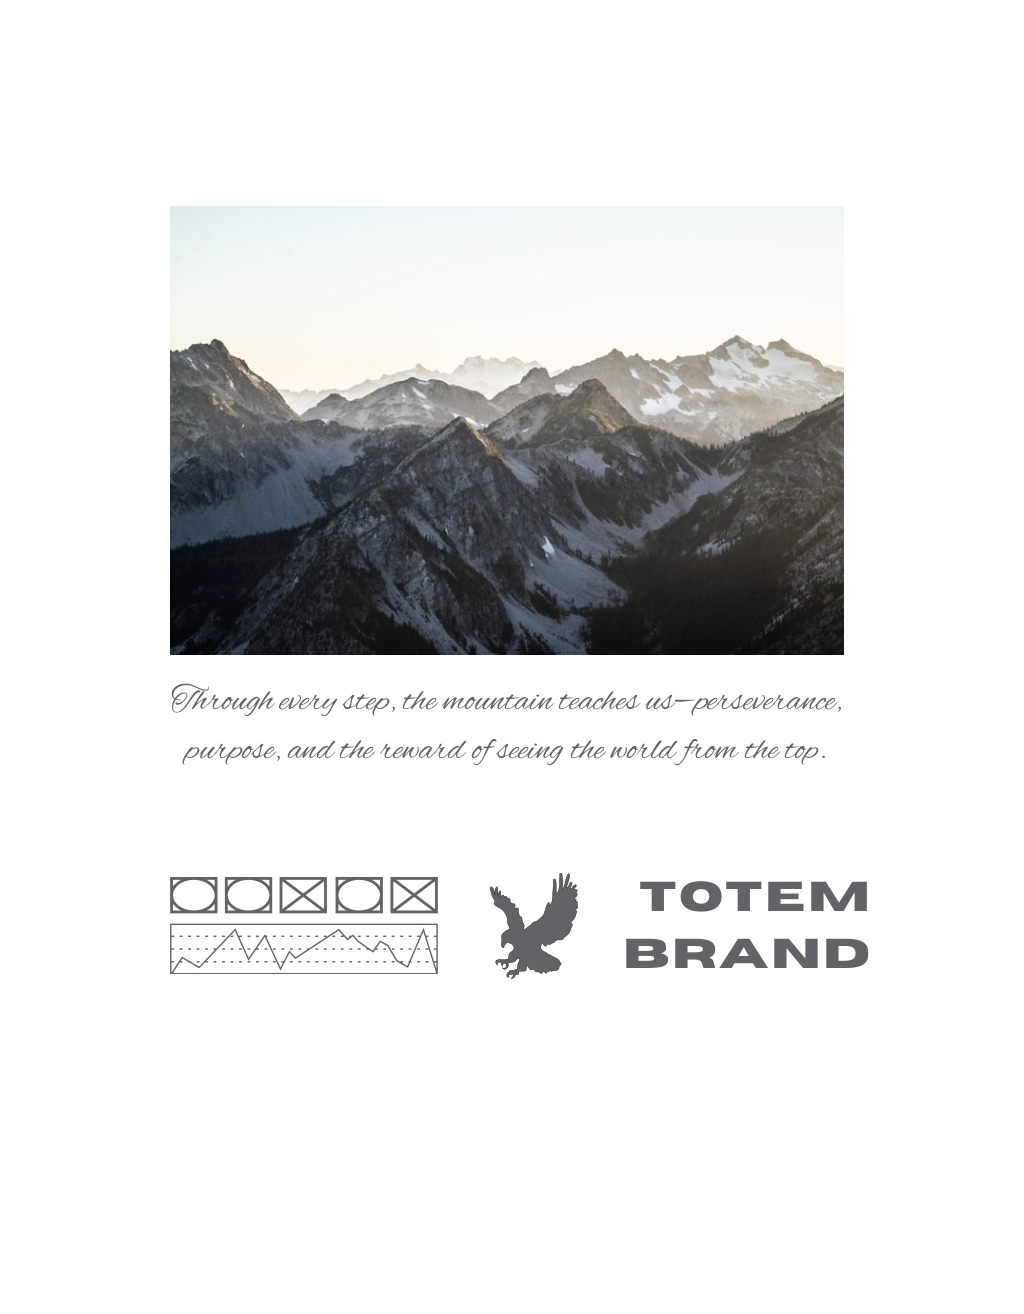 Through every step, the mountain teaches us—perseverance,
purpose, and the reward of seeing the world from the top.
TOTEM
BRAND